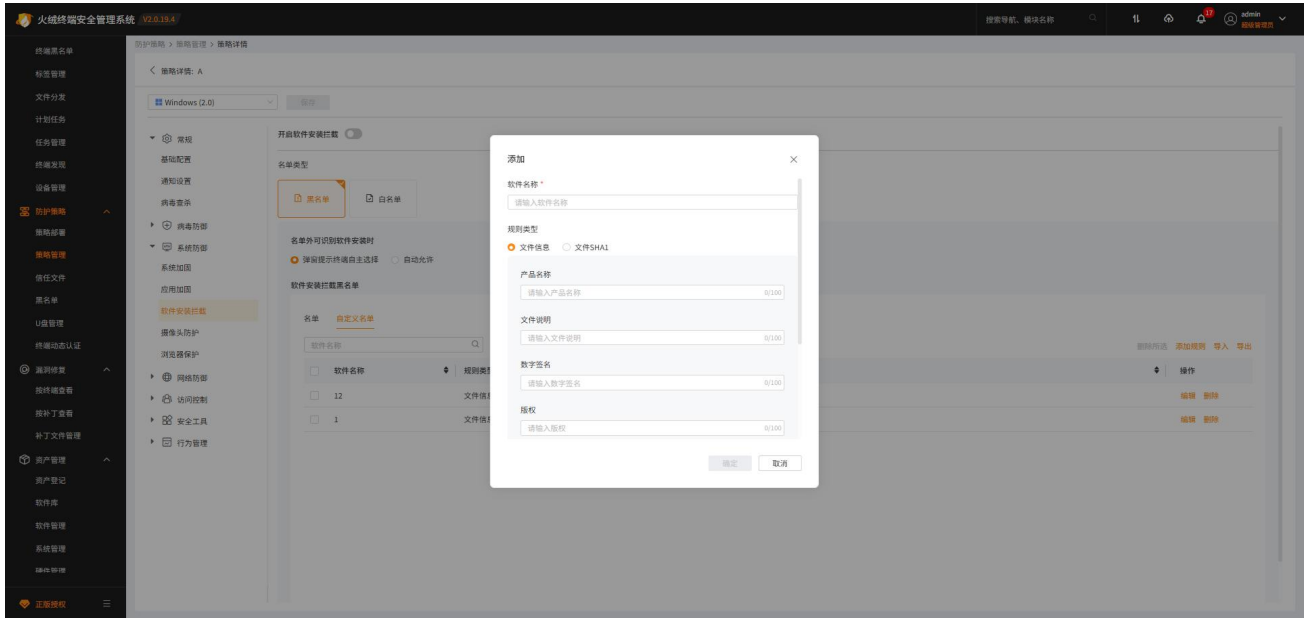 火绒终端安全管理系统 V2.0.19.4
搜索导航、模块名称
17
admin
超级管理员
终端黑名单
标签管理
文件分发
计划任务
任务管理
终端发现
设备管理
防护策略
策略部署
策略管理
信任文件
黑名单
U盘管理
终端动态认证
漏洞修复
按终端查看
按补丁查看
补丁文件管理
资产管理
资产登记
软件库
软件管理
系统管理
硬件管理
正版授权
防护策略 > 策略管理 > 策略详情
策略详情: A
Windows (2.0)
保存
常规
基础配置
通知设置
病毒查杀
病毒防御
系统防御
系统加固
应用加固
软件安装拦截
摄像头防护
浏览器保护
网络防御
访问控制
安全工具
行为管理
开启软件安装拦截
名单类型
黑名单 白名单
名单外可识别软件安装时
弹窗提示终端自主选择 自动允许
软件安装拦截黑名单
名单 自定义名单
软件名称
删除所选 添加规则 导入 导出
软件名称 规则类型 操作
12 文件信息 编辑 删除
1 文件信息 编辑 删除
添加
软件名称 *
请输入软件名称
规则类型
文件信息 文件SHA1
产品名称
请输入产品名称 0/100
文件说明
请输入文件说明 0/100
数字签名
请输入数字签名 0/100
版权
请输入版权 0/100
确定 取消